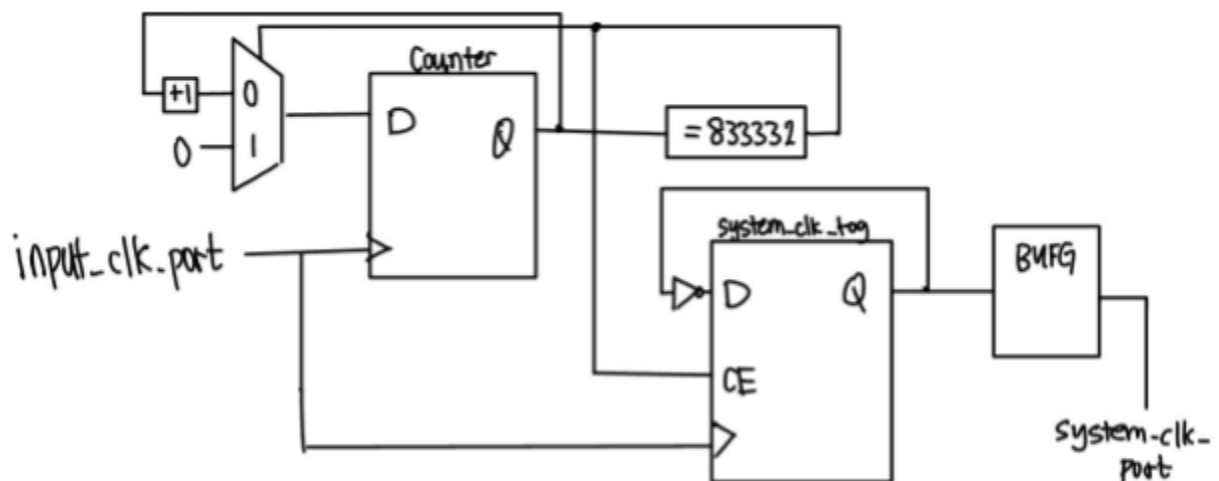 Counter
+1
0
0
1
D
Q
= 833332
input_clk_port
system_clk_tog
BUFG
D
Q
CE
system_clk_
port